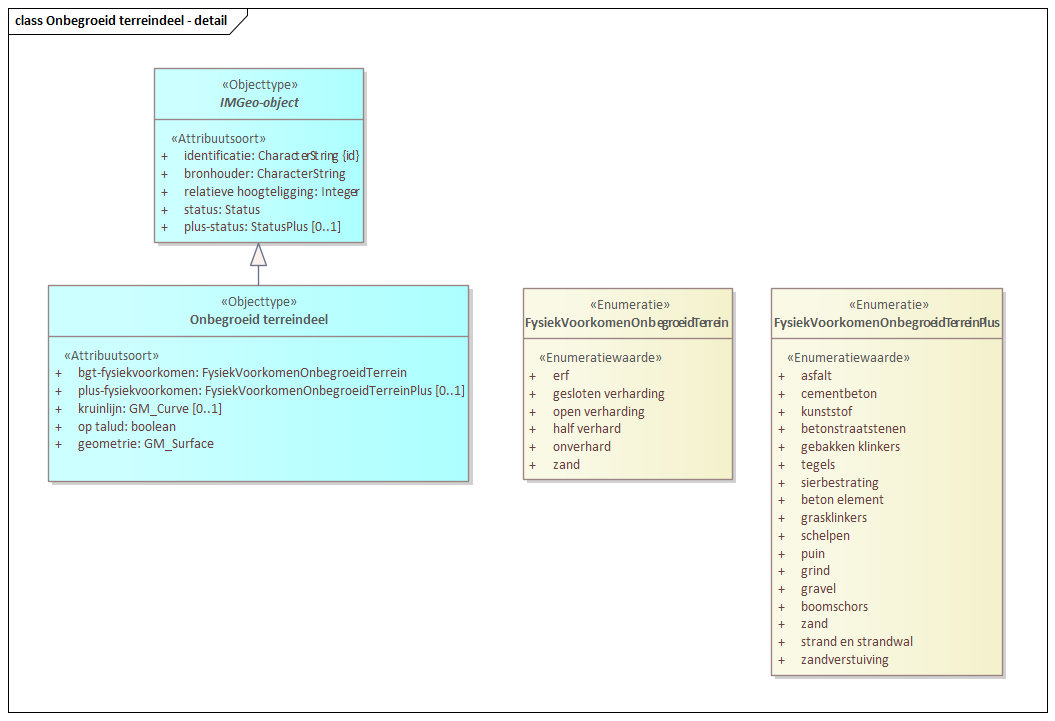 class Onbegroeid terreindeel - detail
«Objecttype»
IMGeo-object
«Attribuutsoort»
+ identificatie: CharacterString {id}
+ bronhouder: CharacterString
+ relatieve hoogteligging: Integer
+ status: Status
+ plus-status: StatusPlus [0..1]
«Objecttype»
Onbegroeid terreindeel
«Attribuutsoort»
+ bgt-fysiekvoorkomen: FysiekVoorkomenOnbegroeidTerrein
+ plus-fysiekvoorkomen: FysiekVoorkomenOnbegroeidTerreinPlus [0..1]
+ kruinlijn: GM_Curve [0..1]
+ op talud: boolean
+ geometrie: GM_Surface
«Enumeratie»
FysiekVoorkomenOnbegroeidTerrein
«Enumeratiewaarde»
+ erf
+ gesloten verharding
+ open verharding
+ half verhard
+ onverhard
+ zand
«Enumeratie»
FysiekVoorkomenOnbegroeidTerreinPlus
«Enumeratiewaarde»
+ asfalt
+ cementbeton
+ kunststof
+ betonstraatstenen
+ gebakken klinkers
+ tegels
+ sierbestrating
+ beton element
+ grasklinkers
+ schelpen
+ puin
+ grind
+ gravel
+ boomschors
+ zand
+ strand en strandwal
+ zandverstuiving